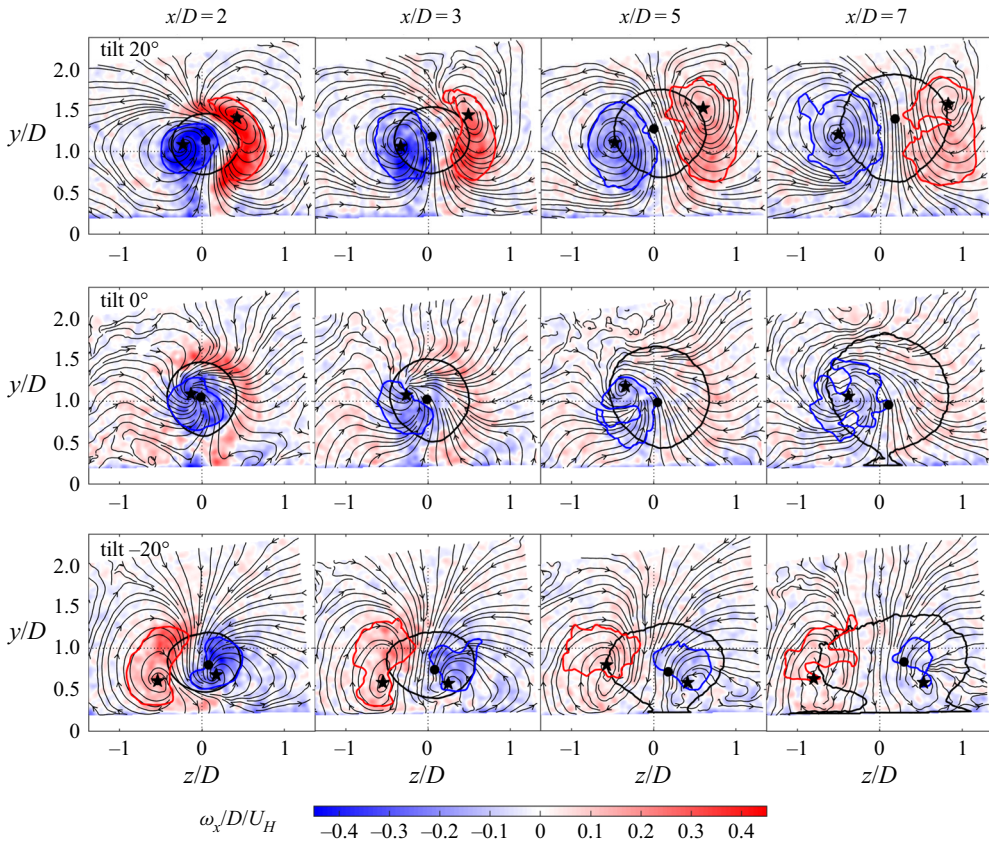 x/D = 2 x/D = 3 x/D = 5 x/D = 7
tilt 20°
2.0
1.5
y/D
1.0
0.5
0
–1 0 1 –1 0 1 –1 0 1 –1 0 1
tilt 0°
2.0
1.5
y/D
1.0
0.5
0
–1 0 1 –1 0 1 –1 0 1 –1 0 1
tilt –20°
2.0
1.5
y/D
1.0
0.5
0
–1 0 1 –1 0 1 –1 0 1 –1 0 1
z/D z/D z/D z/D
ω_x/D/U_H
–0.4 –0.3 –0.2 –0.1 0 0.1 0.2 0.3 0.4